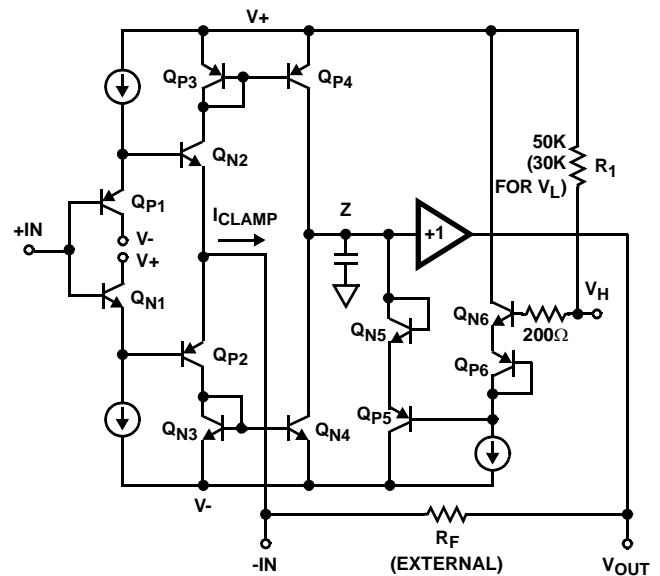 V+
QP3
QP4
QN2
50K
(30K
FOR VL)
R1
QP1
ICLAMP
Z
+1
+IN
V-
V+
VH
QN1
QN5
QN6
200Ω
QP2
QP6
QP5
QN3
QN4
V-
RF
-IN
(EXTERNAL)
VOUT